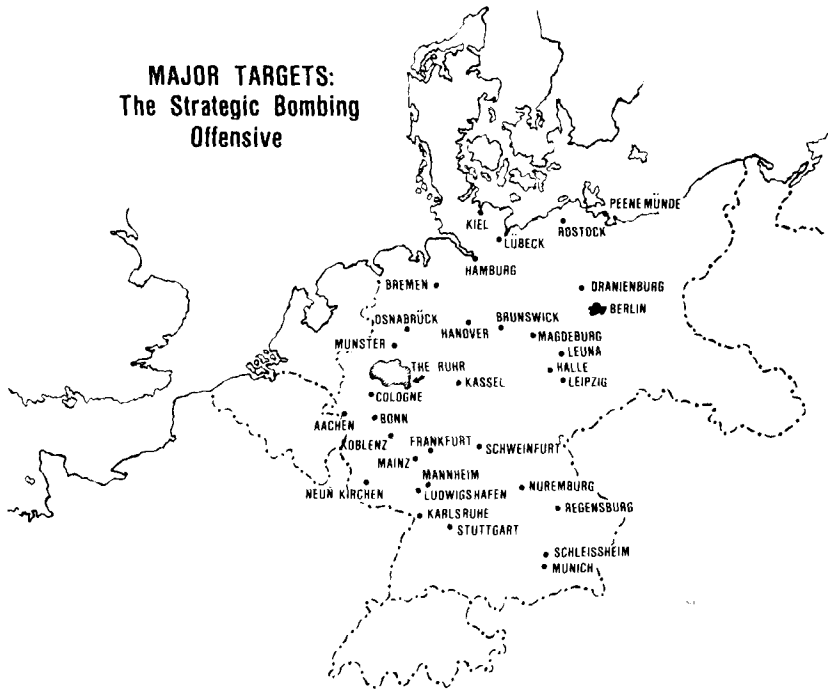 MAJOR TARGETS:
The Strategic Bombing
Offensive
PEENEMÜNDE
KIEL
ROSTOCK
LÜBECK
HAMBURG
BREMEN
ORANIENBURG
BERLIN
OSNABRÜCK
HANOVER
BRUNSWICK
MAGDEBURG
MUNSTER
LEUNA
THE RUHR
HALLE
KASSEL
LEIPZIG
COLOGNE
AACHEN
BONN
KOBLENZ
FRANKFURT
SCHWEINFURT
MAINZ
MANNHEIM
NEUN KIRCHEN
LUDWIGSHAFEN
NUREMBURG
KARLSRUHE
REGENSBURG
STUTTGART
SCHLEISSHEIM
MUNICH